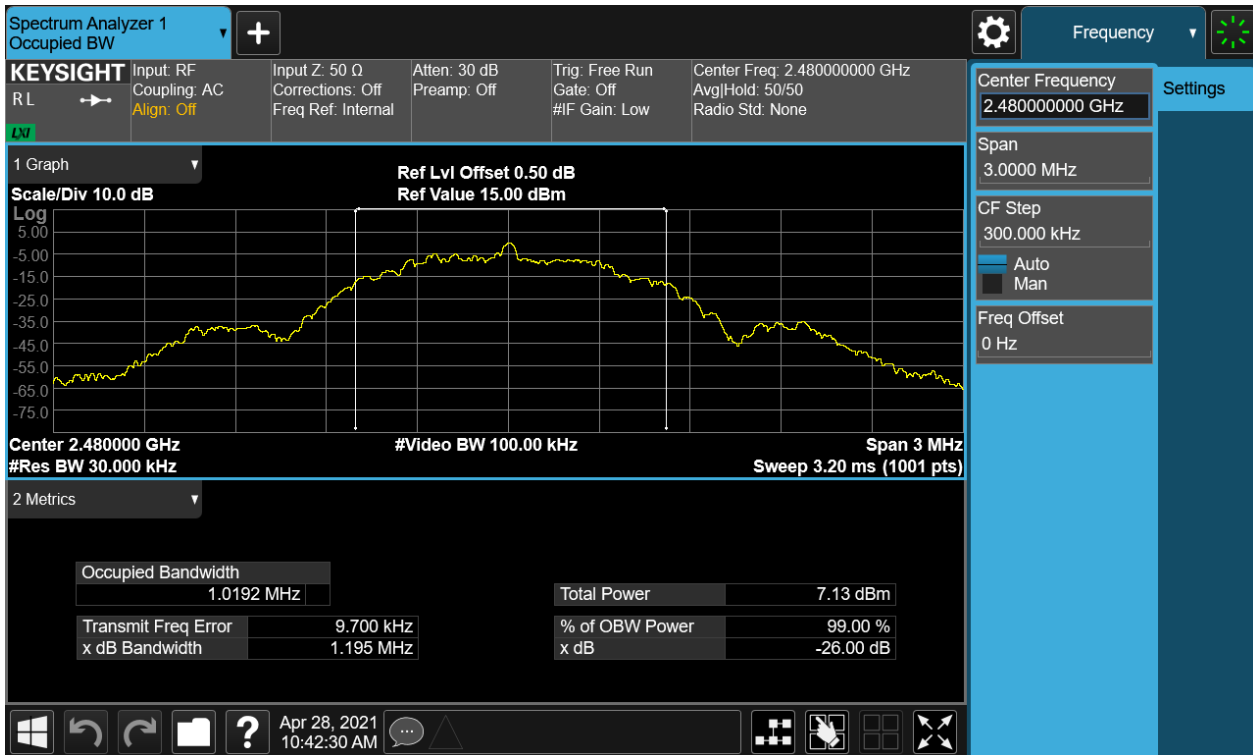 Spectrum Analyzer 1
Occupied BW
▼
+
Frequency
▼
KEYSIGHT
R L
LXI
Input: RF
Coupling: AC
Align: Off
Input Z: 50 Ω
Corrections: Off
Freq Ref: Internal
Atten: 30 dB
Preamp: Off
Trig: Free Run
Gate: Off
#IF Gain: Low
Center Freq: 2.480000000 GHz
Avg|Hold: 50/50
Radio Std: None
Center Frequency
2.480000000 GHz
Settings
Span
3.0000 MHz
CF Step
300.000 kHz
Auto
Man
Freq Offset
0 Hz
1 Graph ▼
Scale/Div 10.0 dB
Ref Lvl Offset 0.50 dB
Ref Value 15.00 dBm
Log
5.00
-5.00
-15.0
-25.0
-35.0
-45.0
-55.0
-65.0
-75.0
Center 2.480000 GHz
#Video BW 100.00 kHz
Span 3 MHz
#Res BW 30.000 kHz
Sweep 3.20 ms (1001 pts)
2 Metrics ▼
Occupied Bandwidth
1.0192 MHz
Total Power 7.13 dBm
Transmit Freq Error 9.700 kHz
% of OBW Power 99.00 %
x dB Bandwidth 1.195 MHz
x dB -26.00 dB
?
Apr 28, 2021
10:42:30 AM